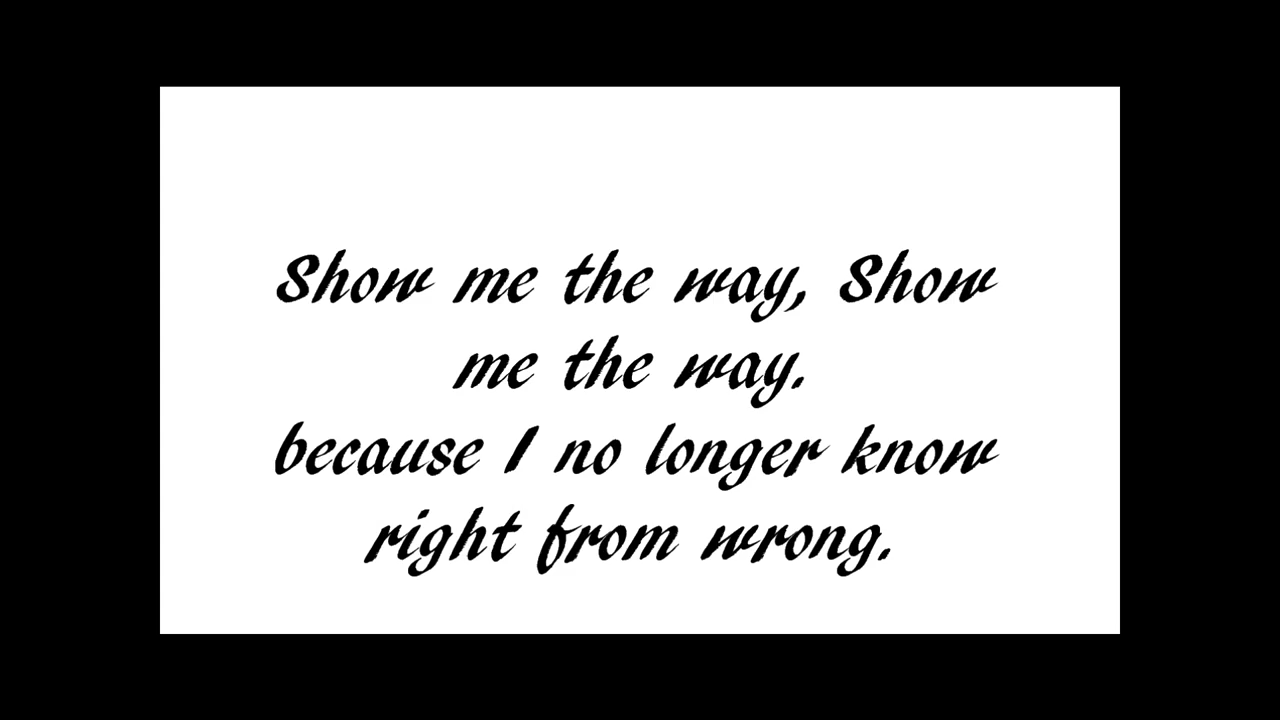 Show me the way, Show
me the way.
because I no longer know
right from wrong.